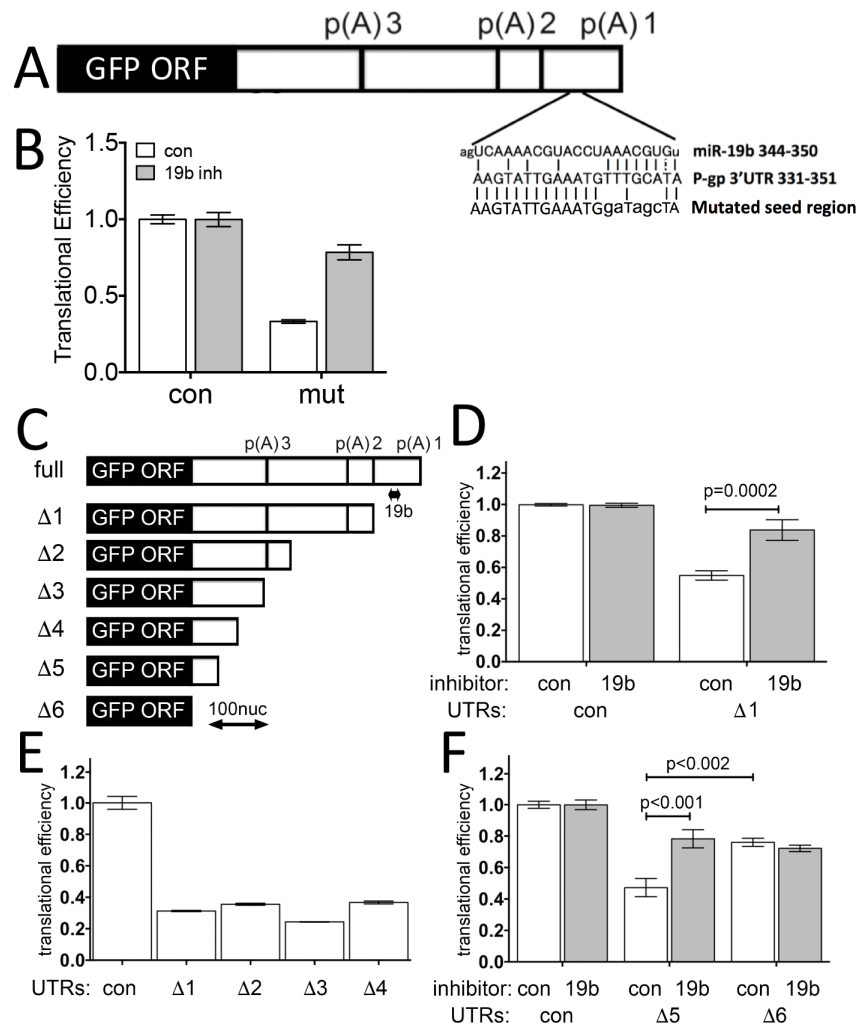 p(A) 3 p(A) 2 p(A) 1
A GFP ORF
agUCAAAACGUACCUAAACGUGu miR-19b 344-350
AAGTATTGAAATGTTTGCATA P-gp 3'UTR 331-351
AAGTATTGAAATGgaTagcTA Mutated seed region
B
Translational Efficiency
1.5
1.0
0.5
0.0
con
19b inh
con mut
C
p(A) 3 p(A) 2 p(A) 1
full GFP ORF
19b
Δ1 GFP ORF
Δ2 GFP ORF
Δ3 GFP ORF
Δ4 GFP ORF
Δ5 GFP ORF
Δ6 GFP ORF
100nuc
D
translational efficiency
1.2
1.0
0.8
0.6
0.4
0.2
0.0
p=0.0002
inhibitor: con 19b con 19b
UTRs: con Δ1
E
translational efficiency
1.2
1.0
0.8
0.6
0.4
0.2
0.0
UTRs: con Δ1 Δ2 Δ3 Δ4
F
translational efficiency
1.2
1.0
0.8
0.6
0.4
0.2
0.0
p<0.002
p<0.001
inhibitor: con 19b con 19b con 19b
UTRs: con Δ5 Δ6